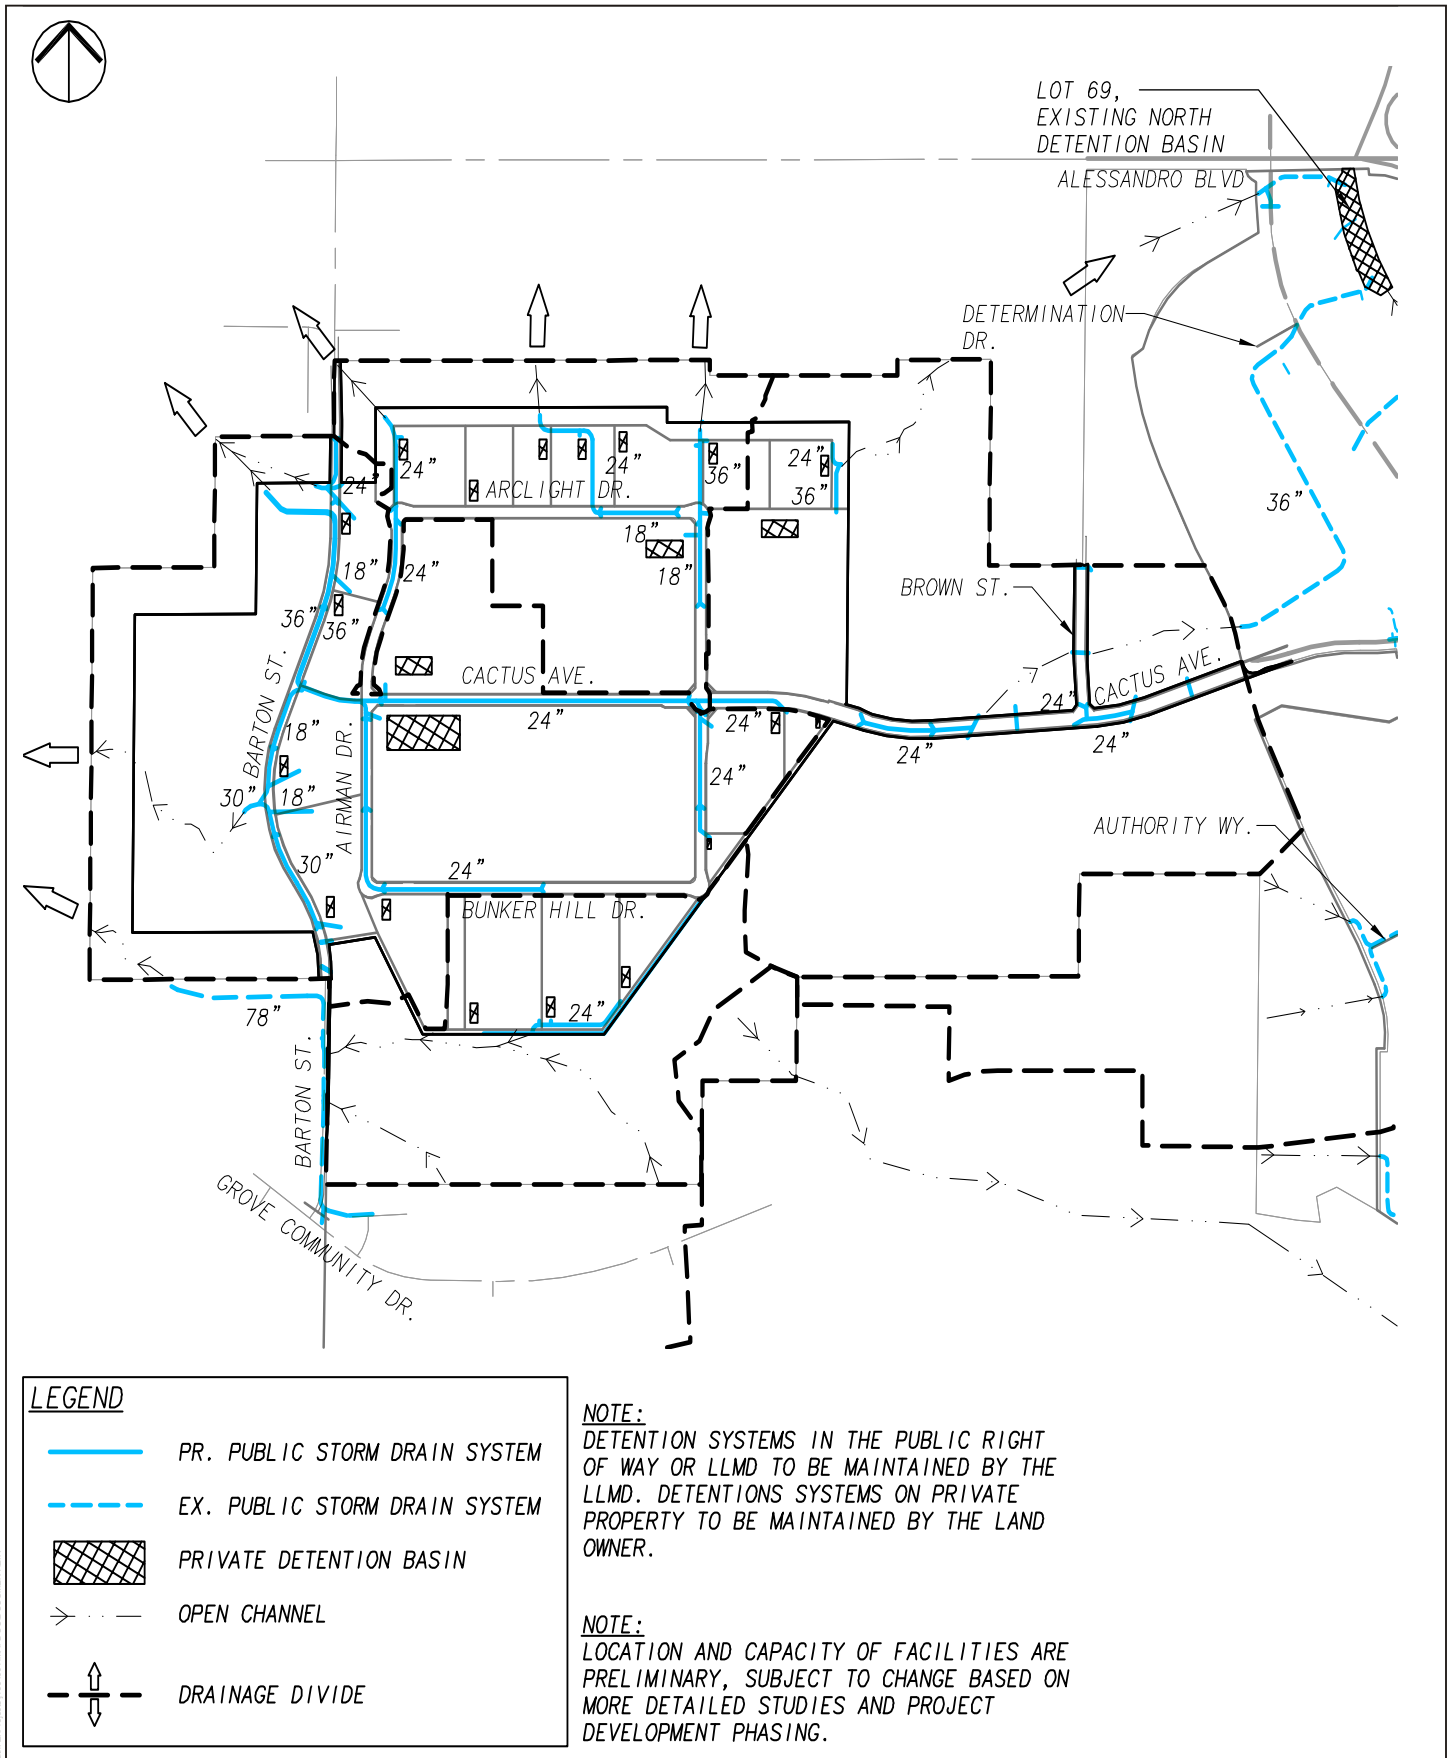 LOT 69,
EXISTING NORTH
DETENTION BASIN
ALESSANDRO BLVD
DETERMINATION
DR.
36"
24"
24"
24"
36"
24"
36"
24"
ARCLIGHT DR.
18"
18"
18"
24"
36"
36"
BROWN ST.
BARTON ST.
CACTUS AVE.
CACTUS AVE.
24"
24"
24"
24"
24"
18"
AIRMAN DR.
24"
30"
18"
AUTHORITY WY.
30"
24"
BUNKER HILL DR.
24"
78"
BARTON ST.
GROVE COMMUNITY DR.
LEGEND
PR. PUBLIC STORM DRAIN SYSTEM
EX. PUBLIC STORM DRAIN SYSTEM
PRIVATE DETENTION BASIN
OPEN CHANNEL
DRAINAGE DIVIDE
NOTE:
DETENTION SYSTEMS IN THE PUBLIC RIGHT
OF WAY OR LLMD TO BE MAINTAINED BY THE
LLMD. DETENTIONS SYSTEMS ON PRIVATE
PROPERTY TO BE MAINTAINED BY THE LAND
OWNER.
NOTE:
LOCATION AND CAPACITY OF FACILITIES ARE
PRELIMINARY, SUBJECT TO CHANGE BASED ON
MORE DETAILED STUDIES AND PROJECT
DEVELOPMENT PHASING.